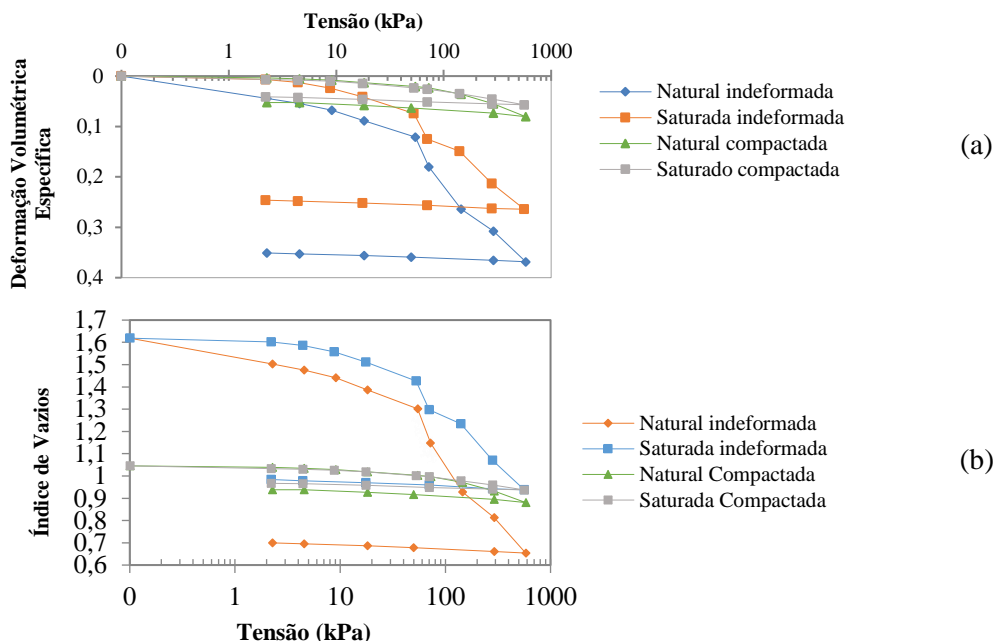 Tensão (kPa)
0 1 10 100 1000
0
0,1
0,2
0,3
0,4
Deformação Volumétrica
Específica
Natural indeformada
Saturada indeformada
Natural compactada
Saturado compactada
(a)
1,7
1,6
1,5
1,4
1,3
1,2
1,1
1
0,9
0,8
0,7
0,6
Índice de Vazios
0 1 10 100 1000
Tensão (kPa)
Natural indeformada
Saturada indeformada
Natural Compactada
Saturada Compactada
(b)